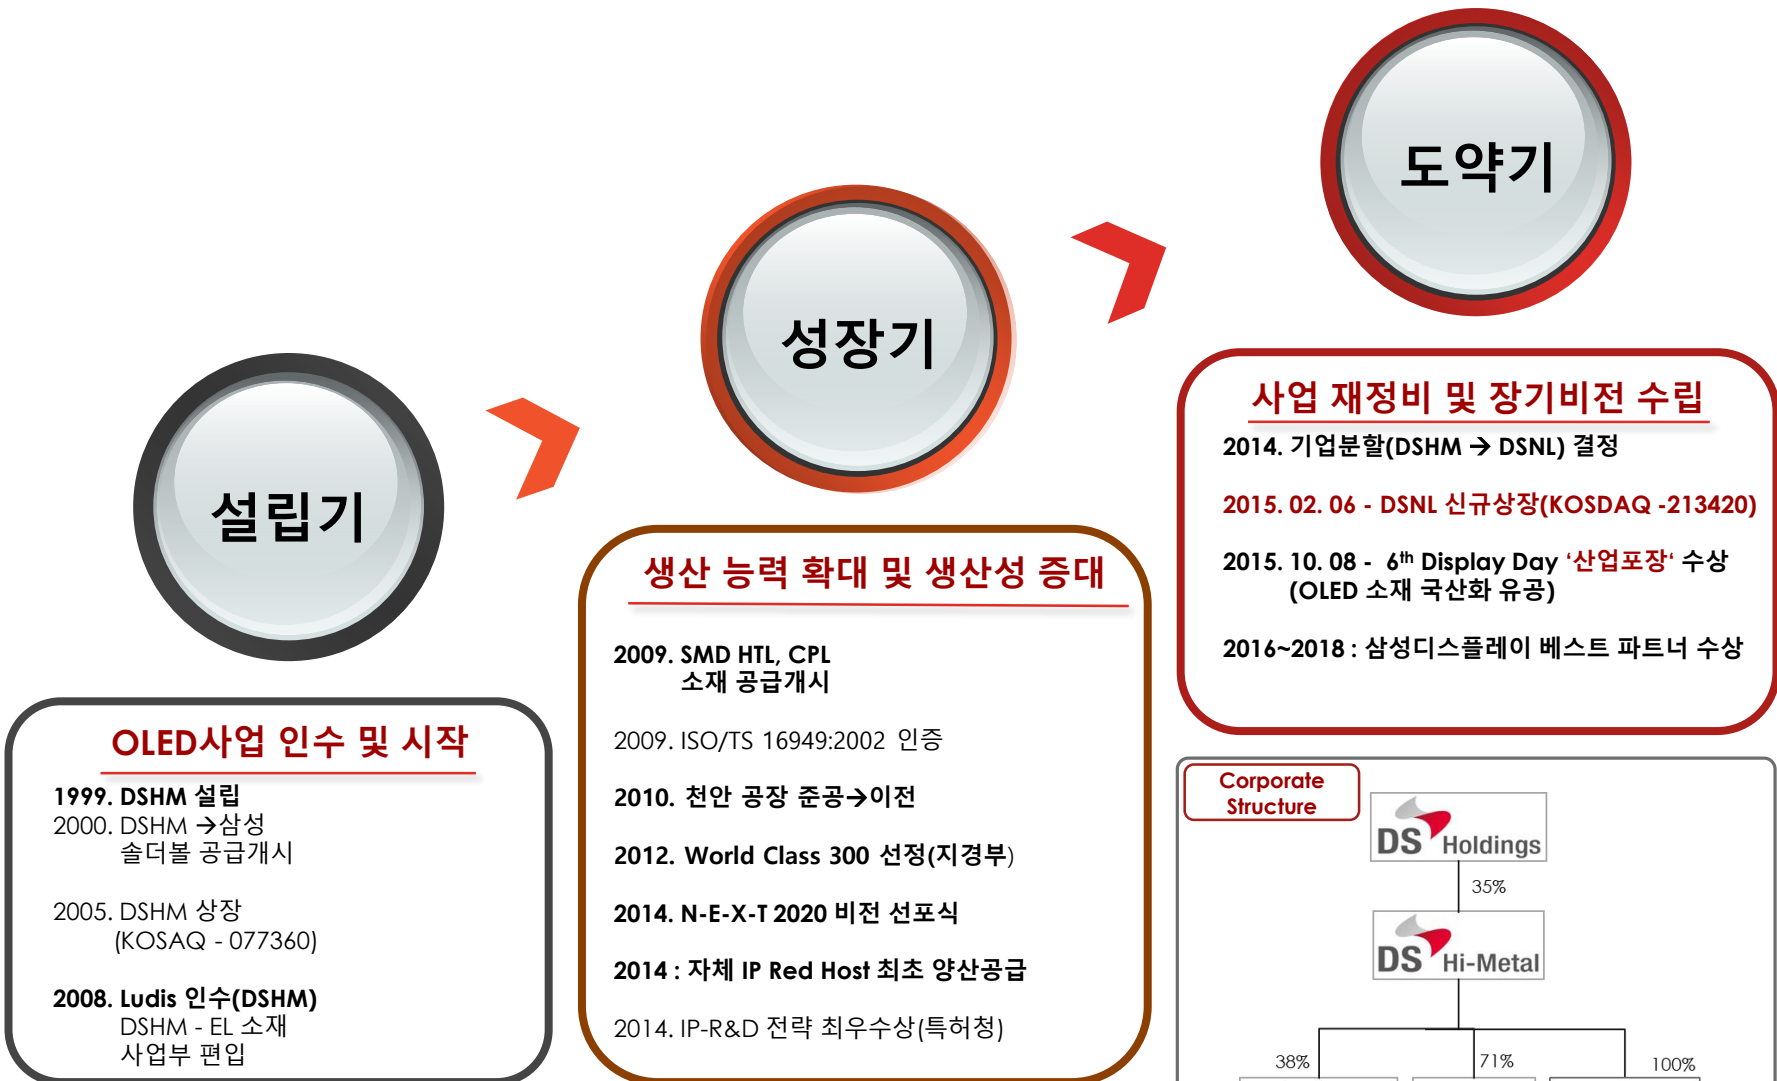 설립기
OLED사업 인수 및 시작
1999. DSHM 설립
2000. DSHM →삼성
솔더볼 공급개시
2005. DSHM 상장
(KOSAQ - 077360)
2008. Ludis 인수(DSHM)
DSHM - EL 소재
사업부 편입
성장기
생산 능력 확대 및 생산성 증대
2009. SMD HTL, CPL
소재 공급개시
2009. ISO/TS 16949:2002 인증
2010. 천안 공장 준공→이전
2012. World Class 300 선정(지경부)
2014. N-E-X-T 2020 비전 선포식
2014 : 자체 IP Red Host 최초 양산공급
2014. IP-R&D 전략 최우수상(특허청)
도약기
사업 재정비 및 장기비전 수립
2014. 기업분할(DSHM → DSNL) 결정
2015. 02. 06 - DSNL 신규상장(KOSDAQ -213420)
2015. 10. 08 - 6th Display Day ‘산업포장‘ 수상
(OLED 소재 국산화 유공)
2016~2018 : 삼성디스플레이 베스트 파트너 수상
Corporate
Structure
DS Holdings
35%
DS Hi-Metal
38% 71% 100%